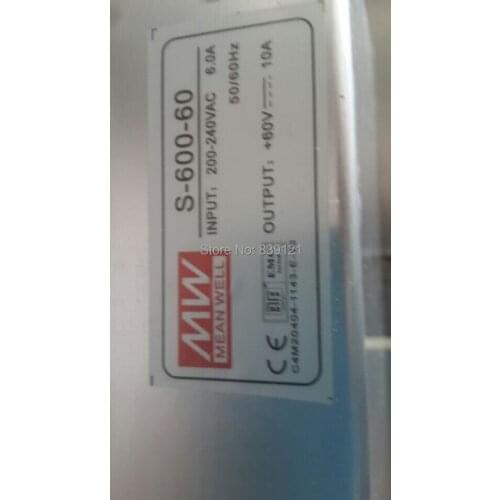 S-600-60
INPUT: 200-240VAC 6.0A
50/60Hz
OUTPUT: +60V 10A
MW
MEAN WELL
CE
EMC
Store No: 839121